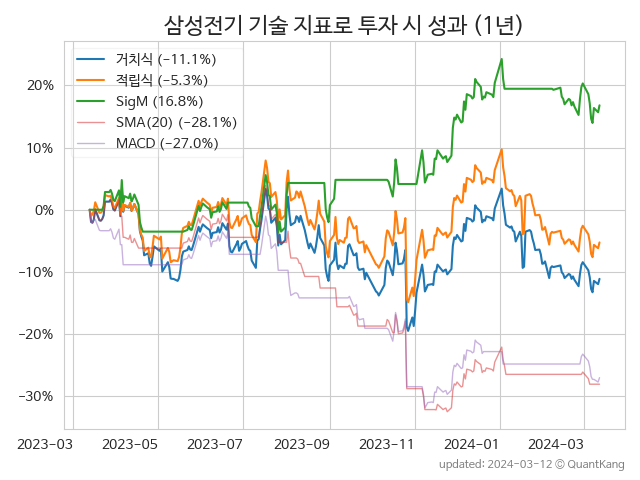 삼성전기 기술 지표로 투자 시 성과 (1년)
거치식 (−11.1%)
적립식 (−5.3%)
SigM (16.8%)
SMA(20) (−28.1%)
MACD (−27.0%)
20%
10%
0%
−10%
−20%
−30%
2023-03 2023-05 2023-07 2023-09 2023-11 2024-01 2024-03
updated: 2024-03-12 © QuantKang